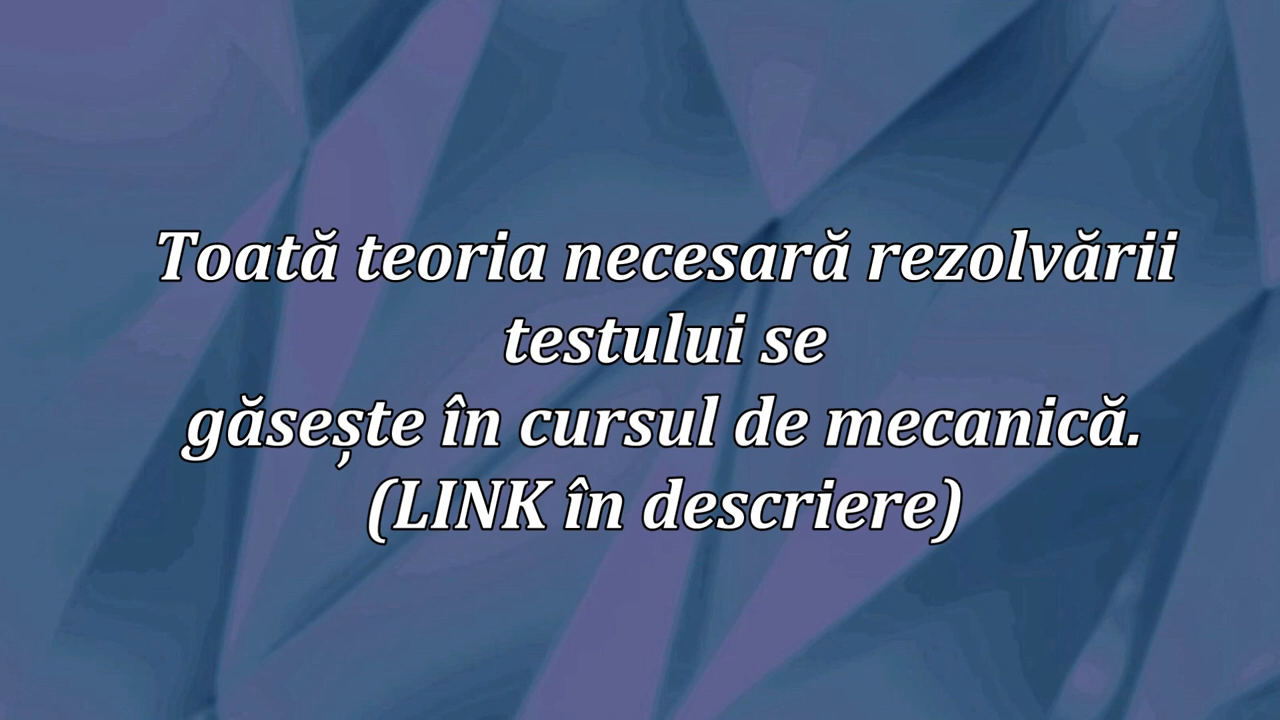 Toată teoria necesară rezolvării
testului se
găsește în cursul de mecanică.
(LINK în descriere)